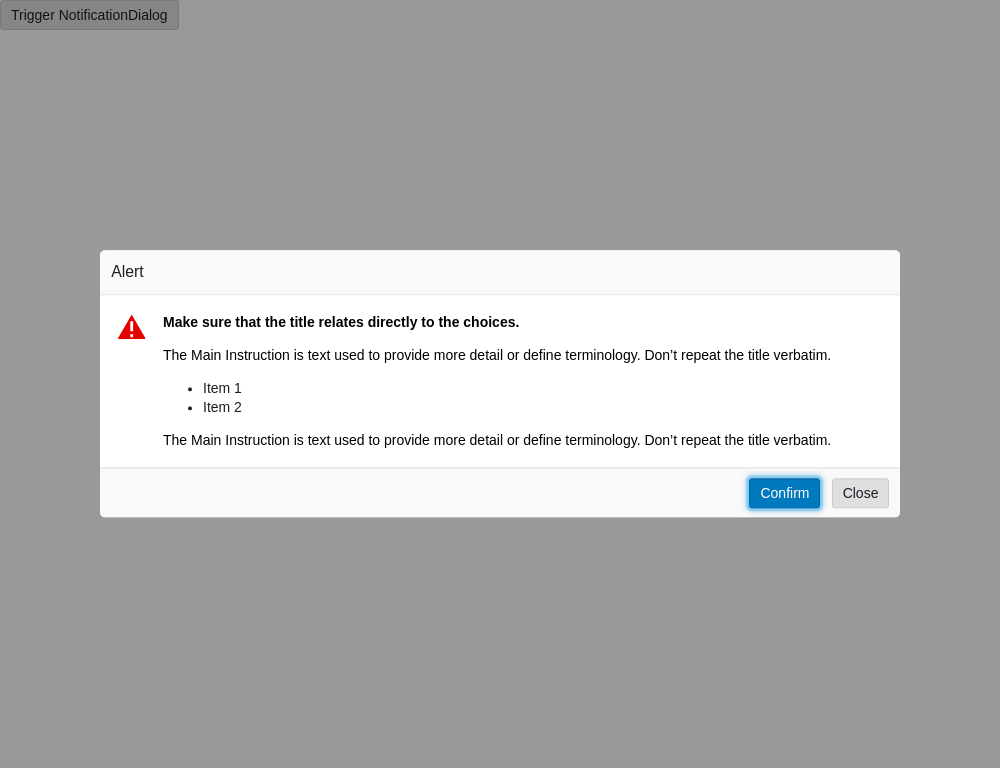 Trigger NotificationDialog
Alert
Make sure that the title relates directly to the choices.
The Main Instruction is text used to provide more detail or define terminology. Don’t repeat the title verbatim.
Item 1
Item 2
The Main Instruction is text used to provide more detail or define terminology. Don’t repeat the title verbatim.
Confirm
Close